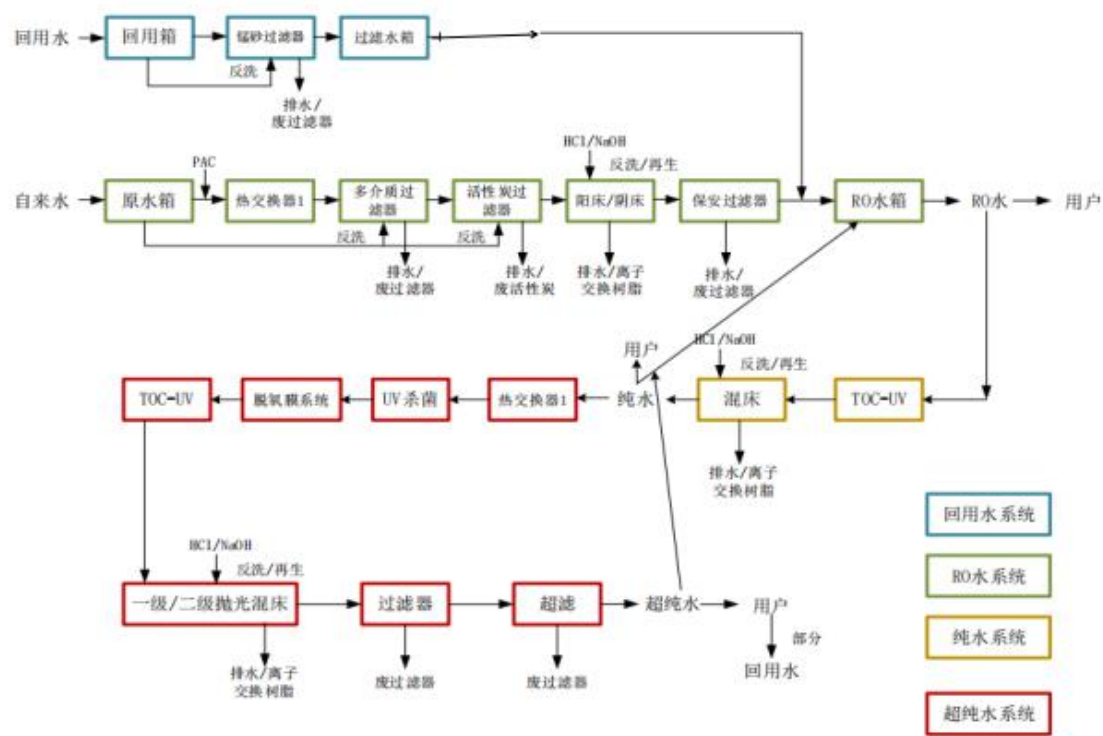 回用水
回用箱
锰砂过滤器
过滤水箱
反洗
排水/
废过滤器
HCl/NaOH
反洗/再生
PAC
自来水
原水箱
热交换器1
多介质过
滤器
活性炭过
滤器
阳床/阴床
保安过滤器
RO水箱
RO水
用户
反洗
反洗
排水/
废过滤器
排水/
废活性炭
排水/离子
交换树脂
排水/
废过滤器
用户
HCl/NaOH
反洗/再生
TOC-UV
脱氧膜系统
UV杀菌
热交换器1
纯水
混床
TOC-UV
排水/离子
交换树脂
回用水系统
HCl/NaOH
反洗/再生
RO水系统
一级/二级抛光混床
过滤器
超滤
超纯水
用户
纯水系统
部分
排水/离子
交换树脂
废过滤器
废过滤器
回用水
超纯水系统